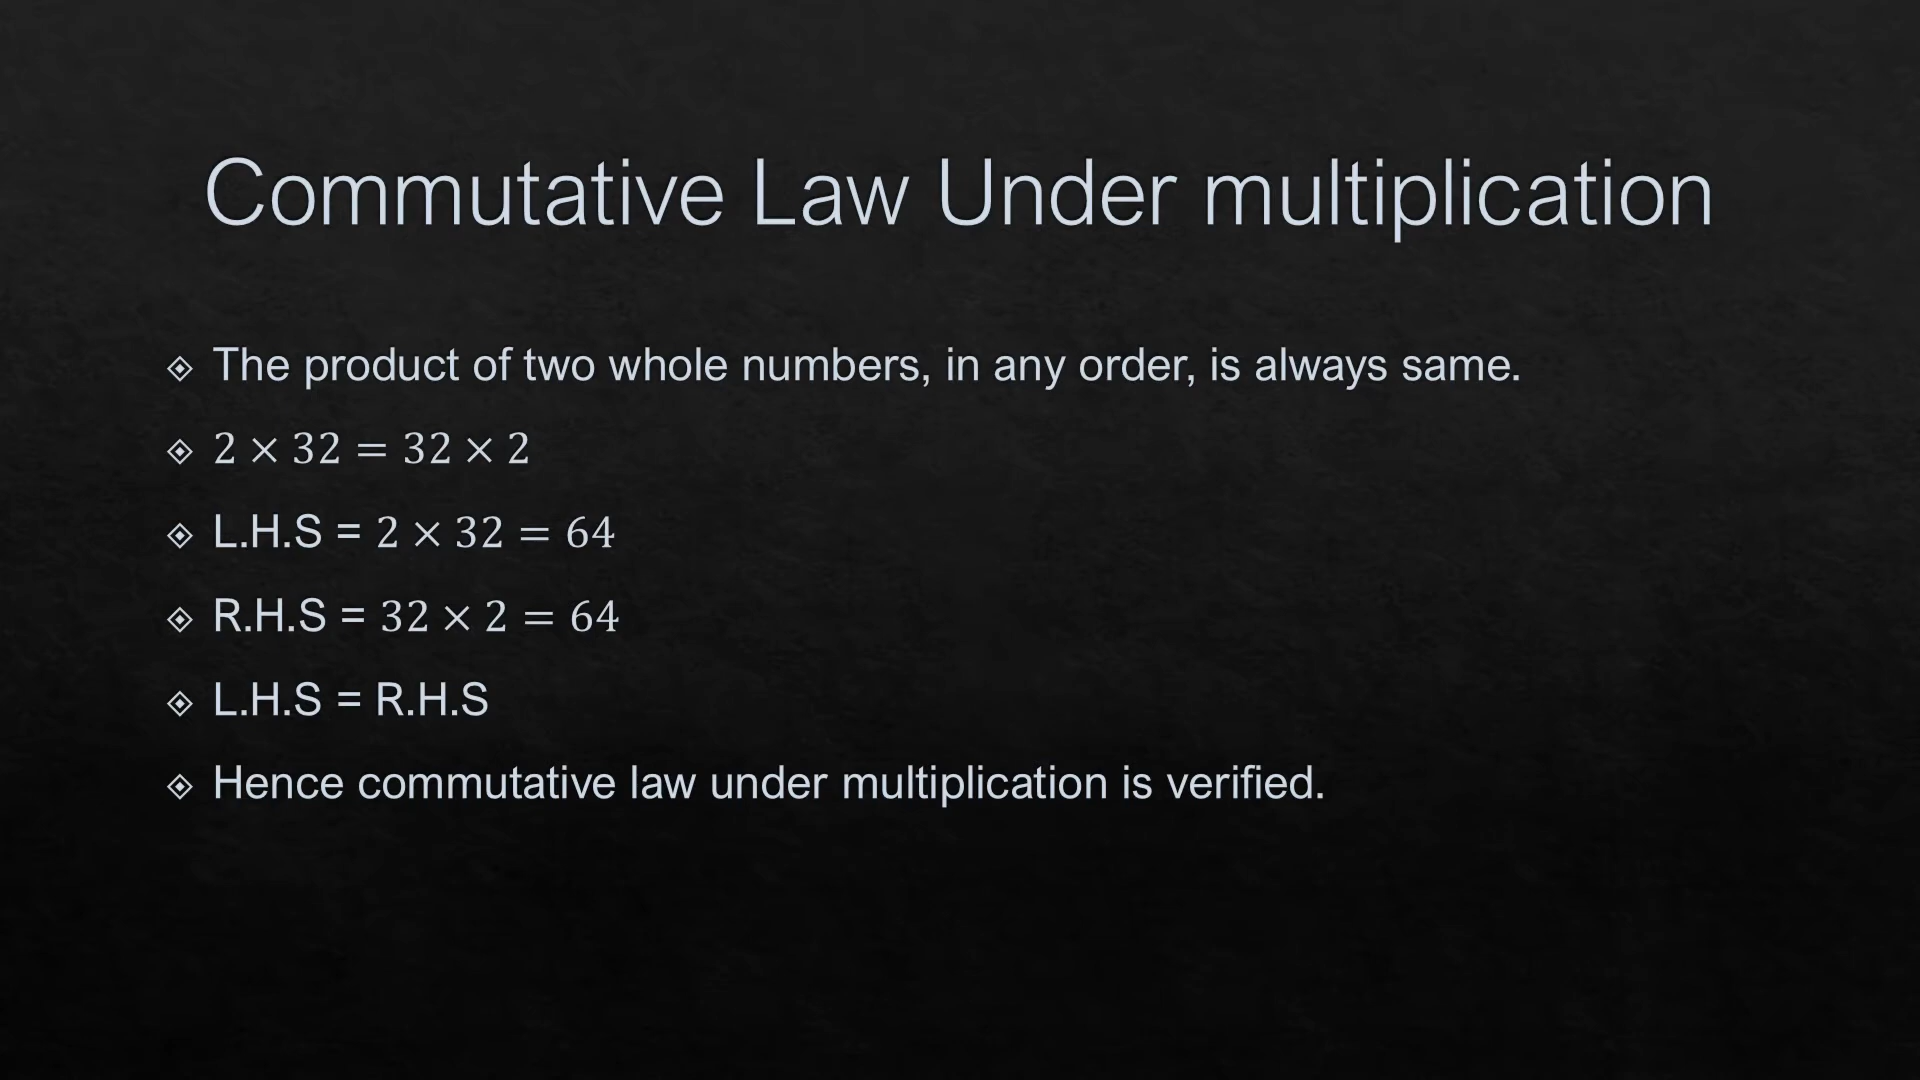 Commutative Law Under multiplication
The product of two whole numbers, in any order, is always same.
2 × 32 = 32 × 2
L.H.S = 2 × 32 = 64
R.H.S = 32 × 2 = 64
L.H.S = R.H.S
Hence commutative law under multiplication is verified.